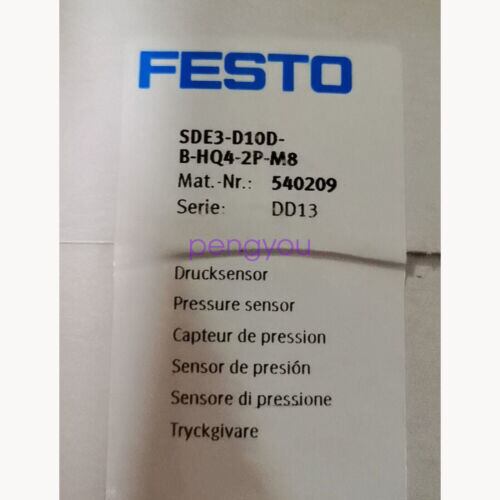 FESTO
SDE3-D10D-
B-HQ4-2P-M8
Mat.-Nr.: 540209
Serie: DD13
pengyou
Drucksensor
Pressure sensor
Capteur de pression
Sensor de presión
Sensore di pressione
Tryckgivare